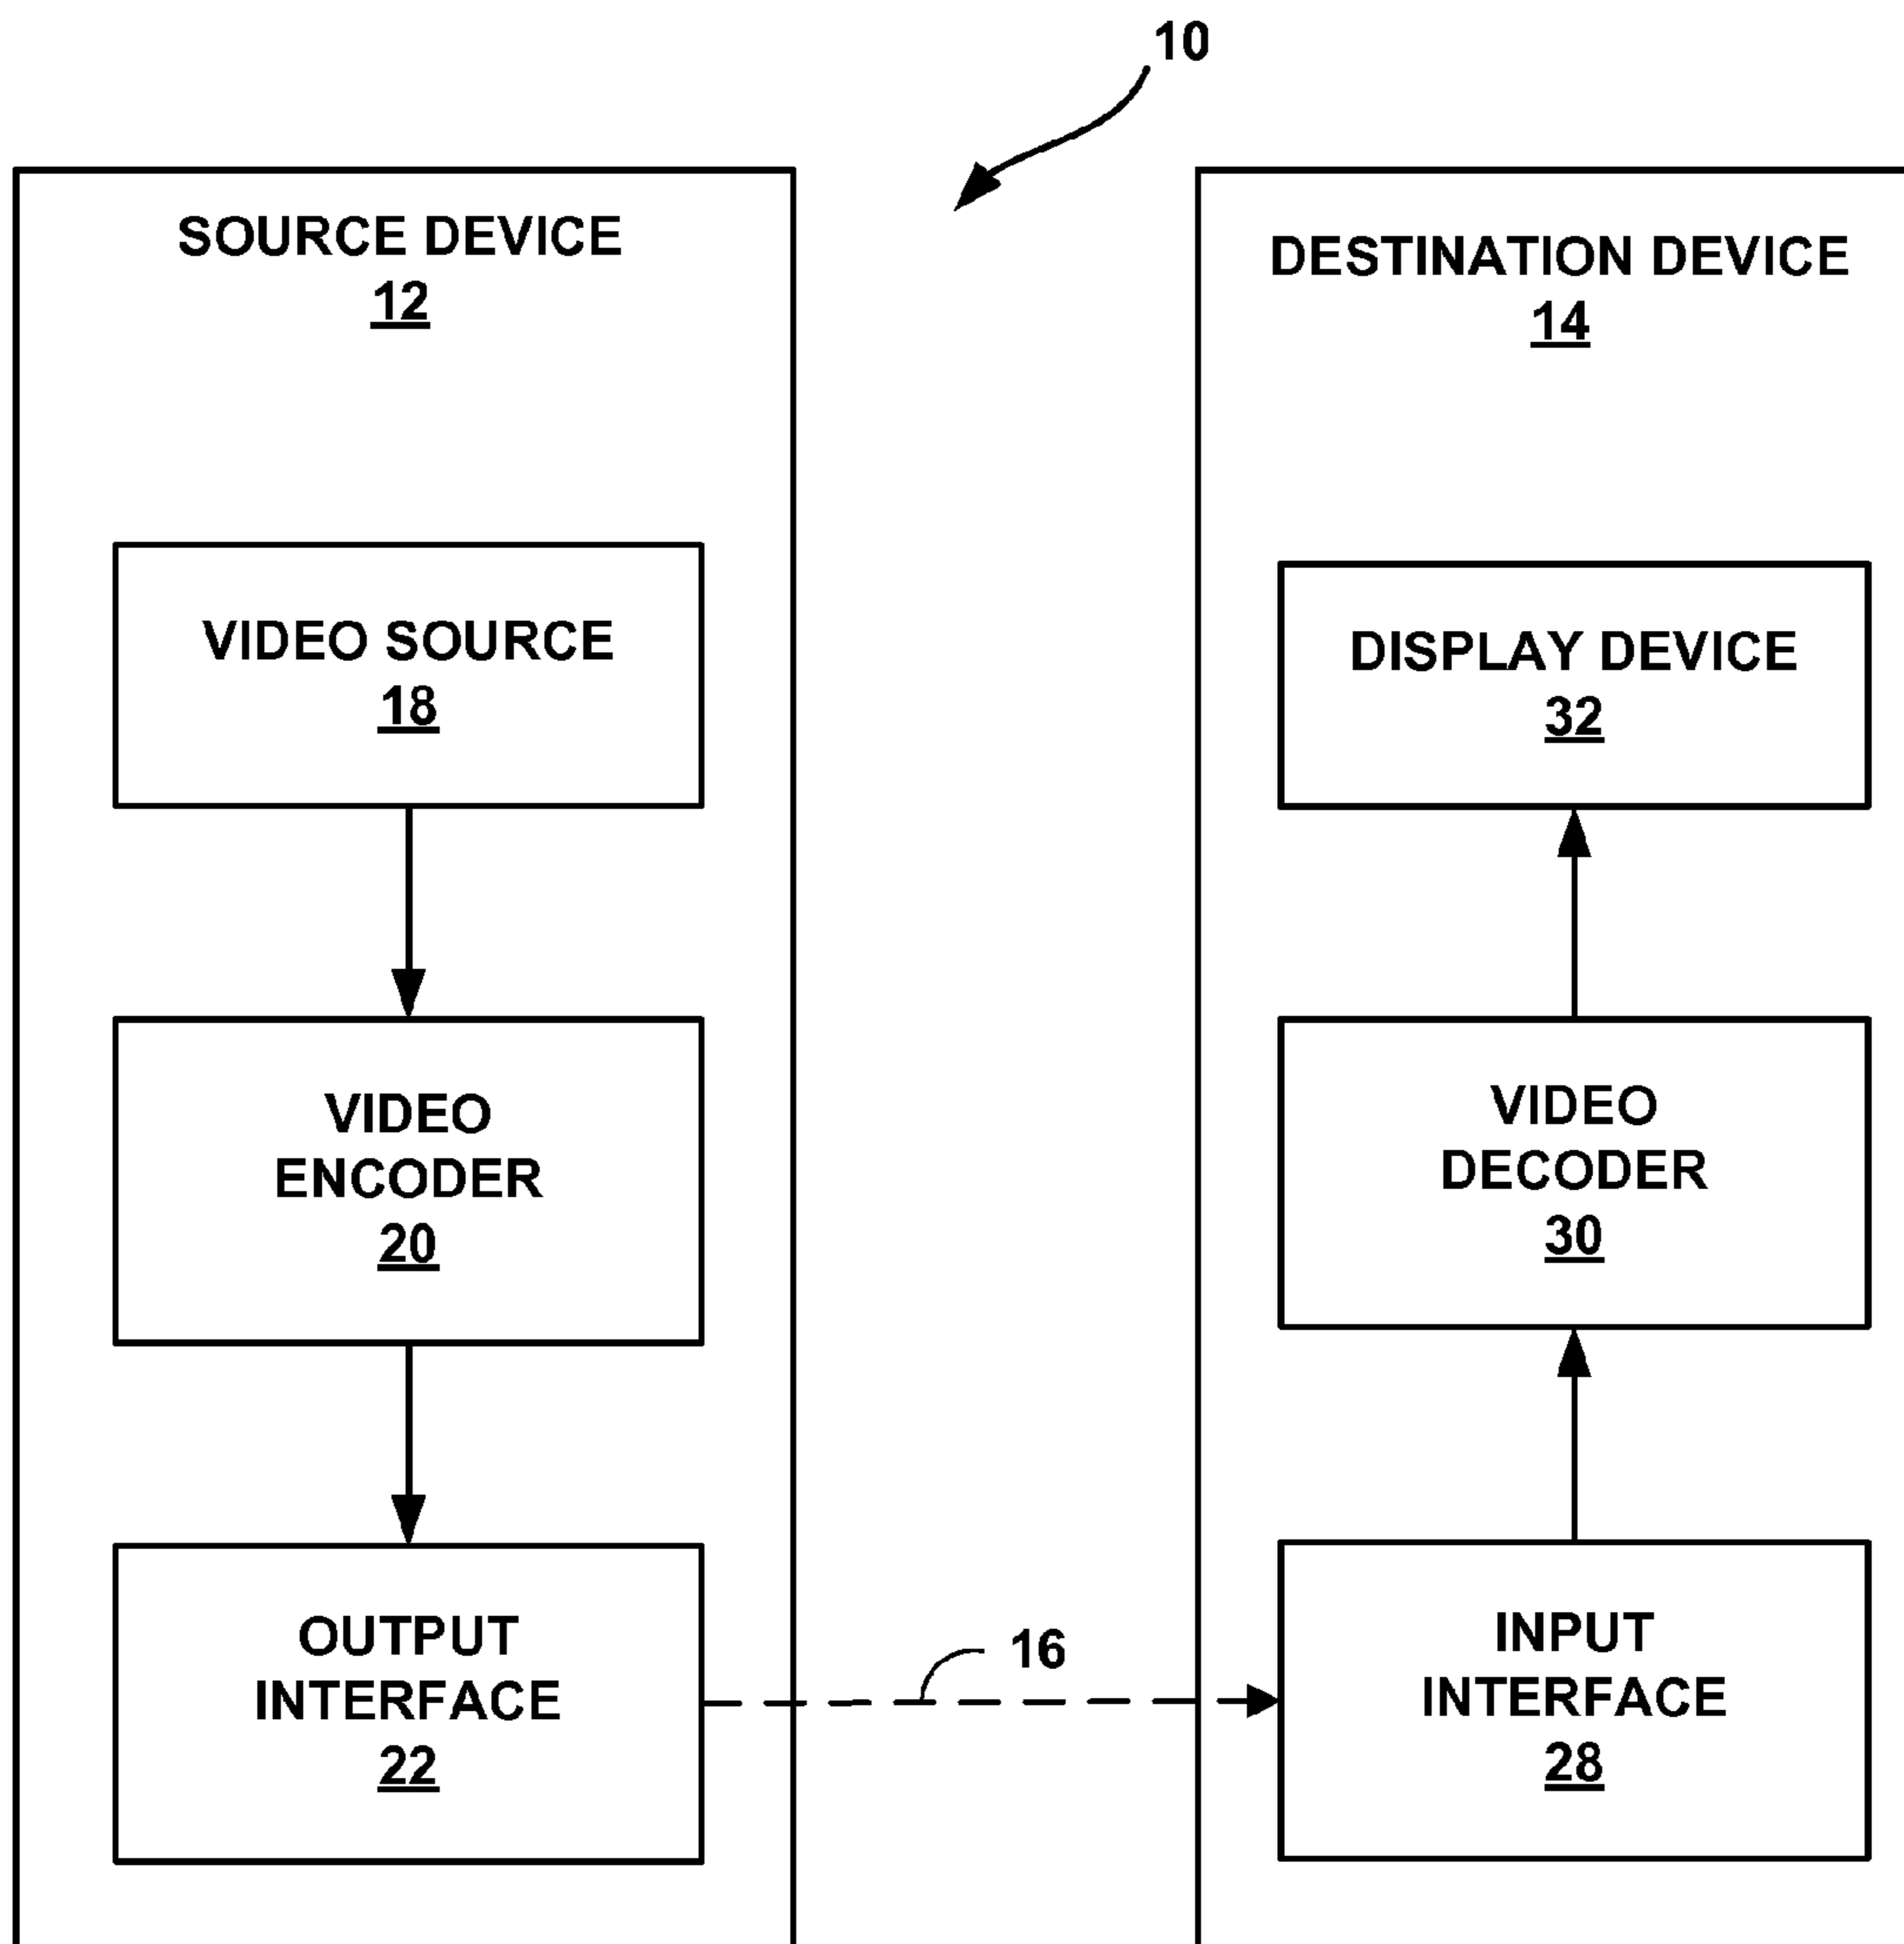 10
SOURCE DEVICE
12
VIDEO SOURCE
18
VIDEO
ENCODER
20
OUTPUT
INTERFACE
22
16
DESTINATION DEVICE
14
DISPLAY DEVICE
32
VIDEO
DECODER
30
INPUT
INTERFACE
28